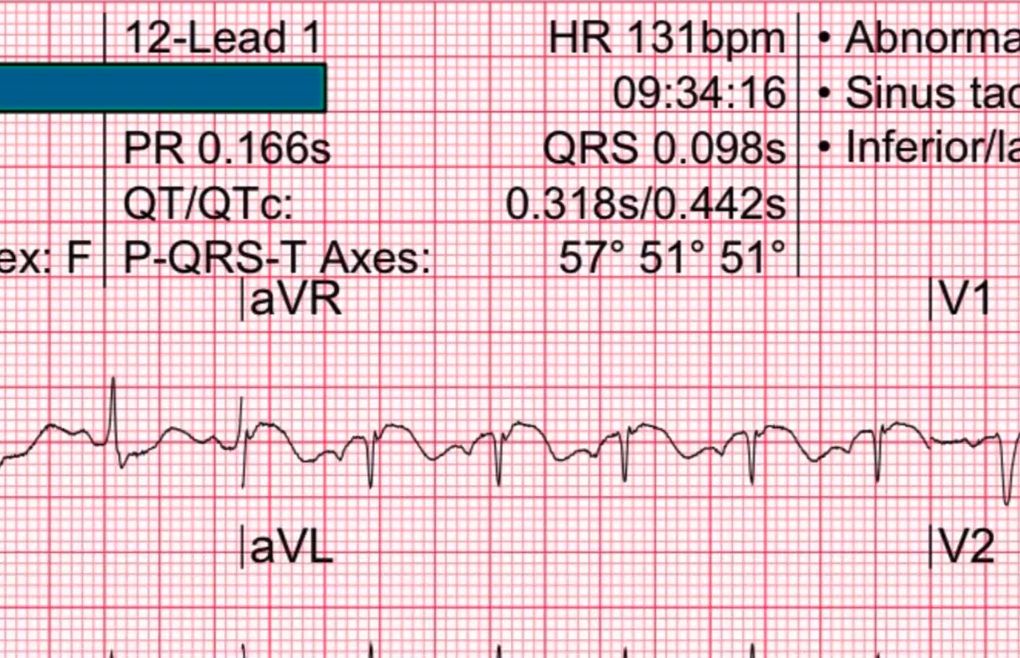 12-Lead 1 HR 131bpm • Abnorma
09:34:16 • Sinus tac
PR 0.166s QRS 0.098s • Inferior/la
QT/QTc: 0.318s/0.442s
ex: F P-QRS-T Axes: 57° 51° 51°
aVR V1
aVL V2